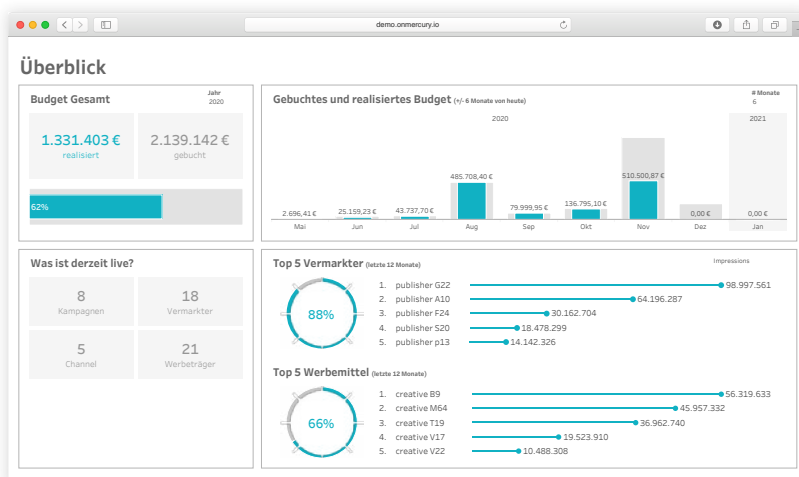 demo.onmercury.io
Überblick
Budget Gesamt
Jahr
2020
1.331.403 €
realisiert
2.139.142 €
gebucht
62%
Gebuchtes und realisiertes Budget (+/- 6 Monate von heute)
# Monate
6
2020
2021
2.696,41 €
25.159,23 €
43.737,70 €
485.708,40 €
79.999,95 €
136.795,10 €
510.500,87 €
0,00 €
0,00 €
Mai
Jun
Jul
Aug
Sep
Okt
Nov
Dez
Jan
Was ist derzeit live?
8
Kampagnen
18
Vermarkter
5
Channel
21
Werbeträger
Top 5 Vermarkter (letzte 12 Monate)
Impressions
88%
1. publisher G22 98.997.561
2. publisher A10 64.196.287
3. publisher F24 30.162.704
4. publisher S20 18.478.299
5. publisher p13 14.142.326
Top 5 Werbemittel (letzte 12 Monate)
66%
1. creative B9 56.319.633
2. creative M64 45.957.332
3. creative T19 36.962.740
4. creative V17 19.523.910
5. creative V22 10.488.308